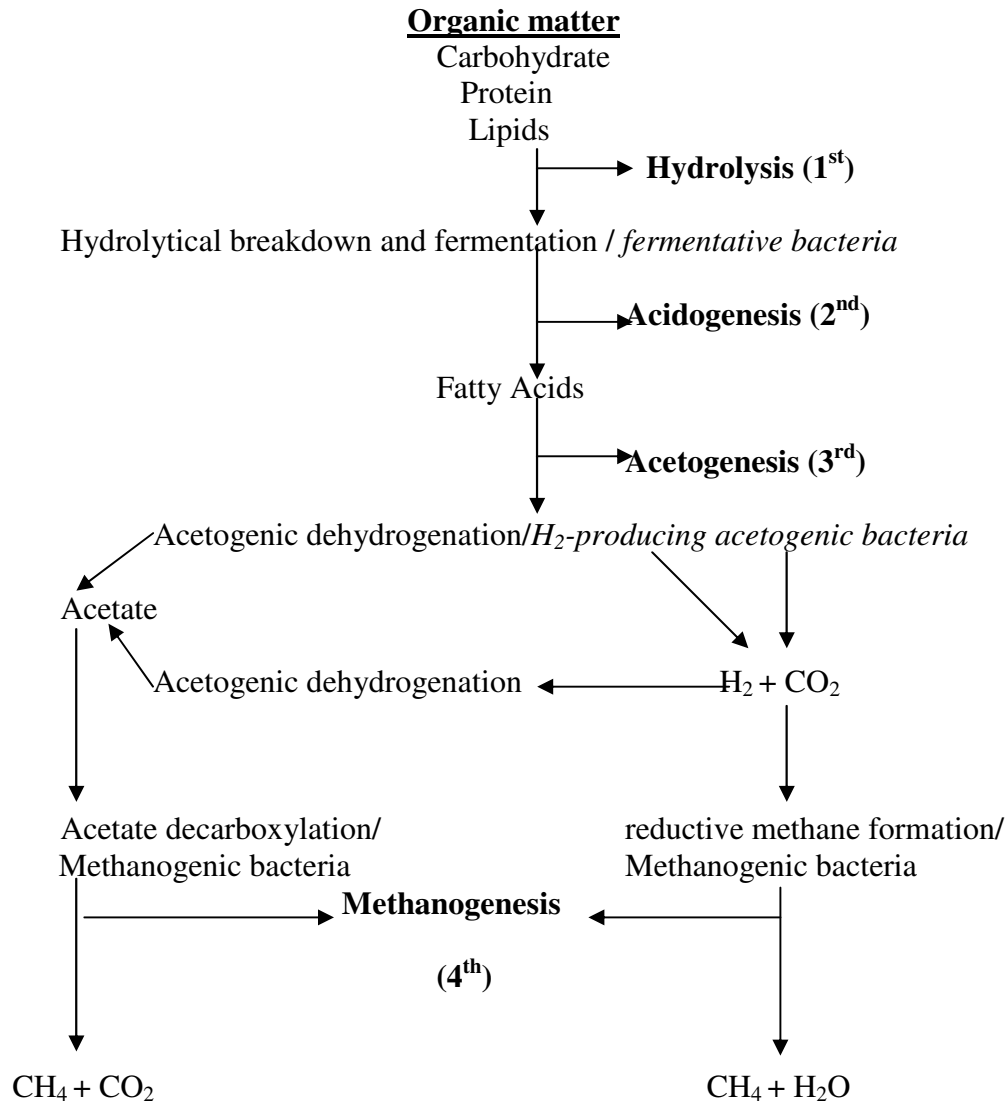 Organic matter
Carbohydrate
Protein
Lipids
Hydrolysis (1st)
Hydrolytical breakdown and fermentation / fermentative bacteria
Acidogenesis (2nd)
Fatty Acids
Acetogenesis (3rd)
Acetogenic dehydrogenation/H2-producing acetogenic bacteria
Acetate
Acetogenic dehydrogenation
H2 + CO2
Acetate decarboxylation/
Methanogenic bacteria
reductive methane formation/
Methanogenic bacteria
Methanogenesis
(4th)
CH4 + CO2
CH4 + H2O